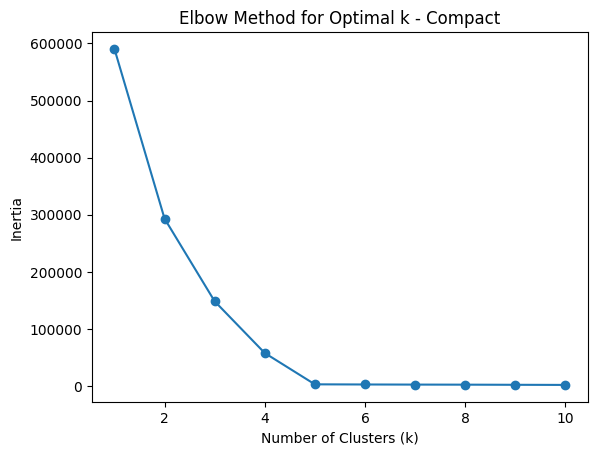 Elbow Method for Optimal k - Compact
600000
500000
400000
300000
200000
100000
0
Inertia
2 4 6 8 10
Number of Clusters (k)